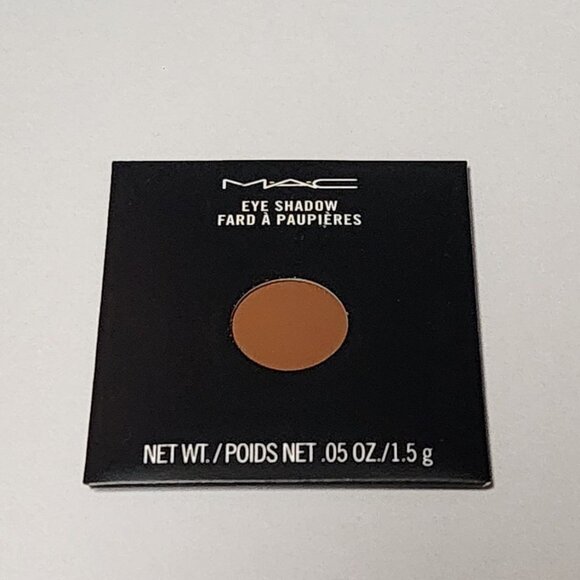 M·A·C
EYE SHADOW
FARD À PAUPIÈRES
NET WT./POIDS NET .05 OZ./1.5 g